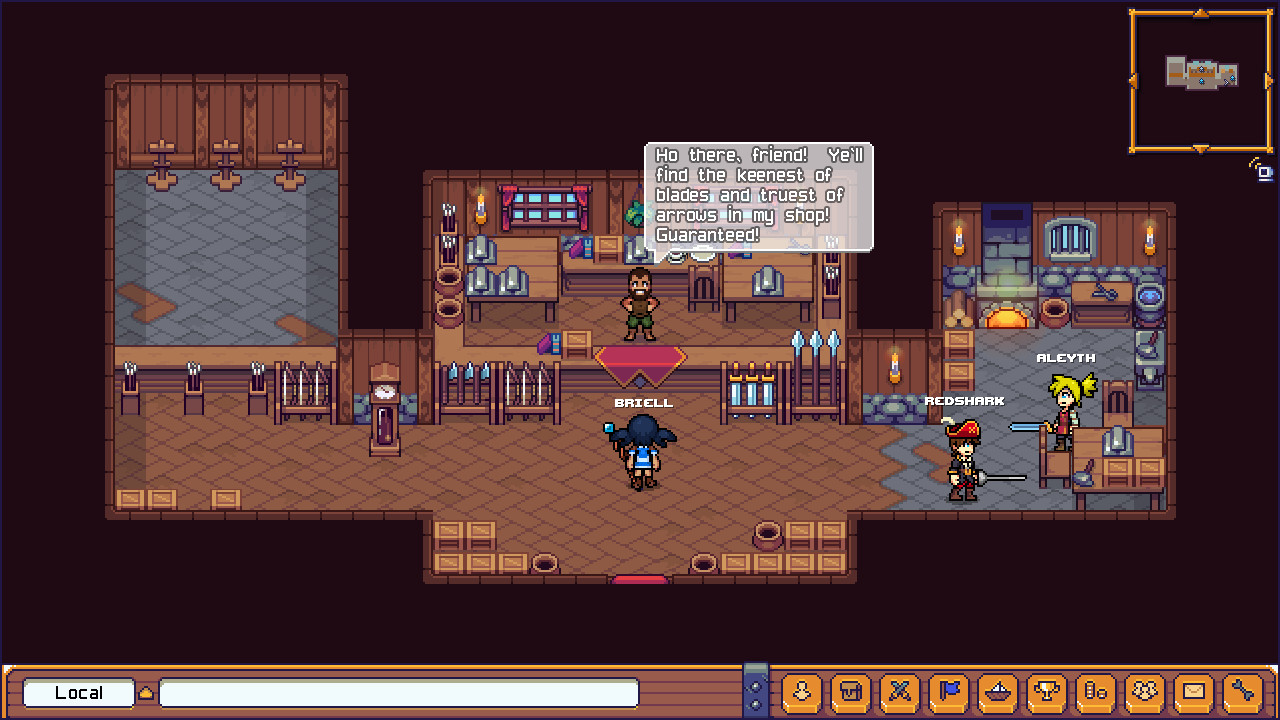 Ho there, friend! Ye'll
find the keenest of
blades and truest of
arrows in my shop!
Guaranteed!
ALEYTH
REDSHARK
BRIELL
Local